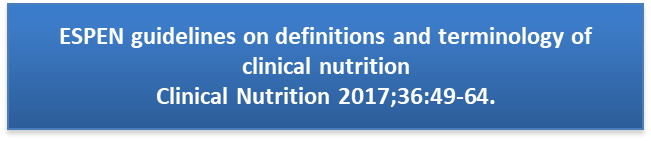 ESPEN guidelines on definitions and terminology of
clinical nutrition
Clinical Nutrition 2017;36:49-64.